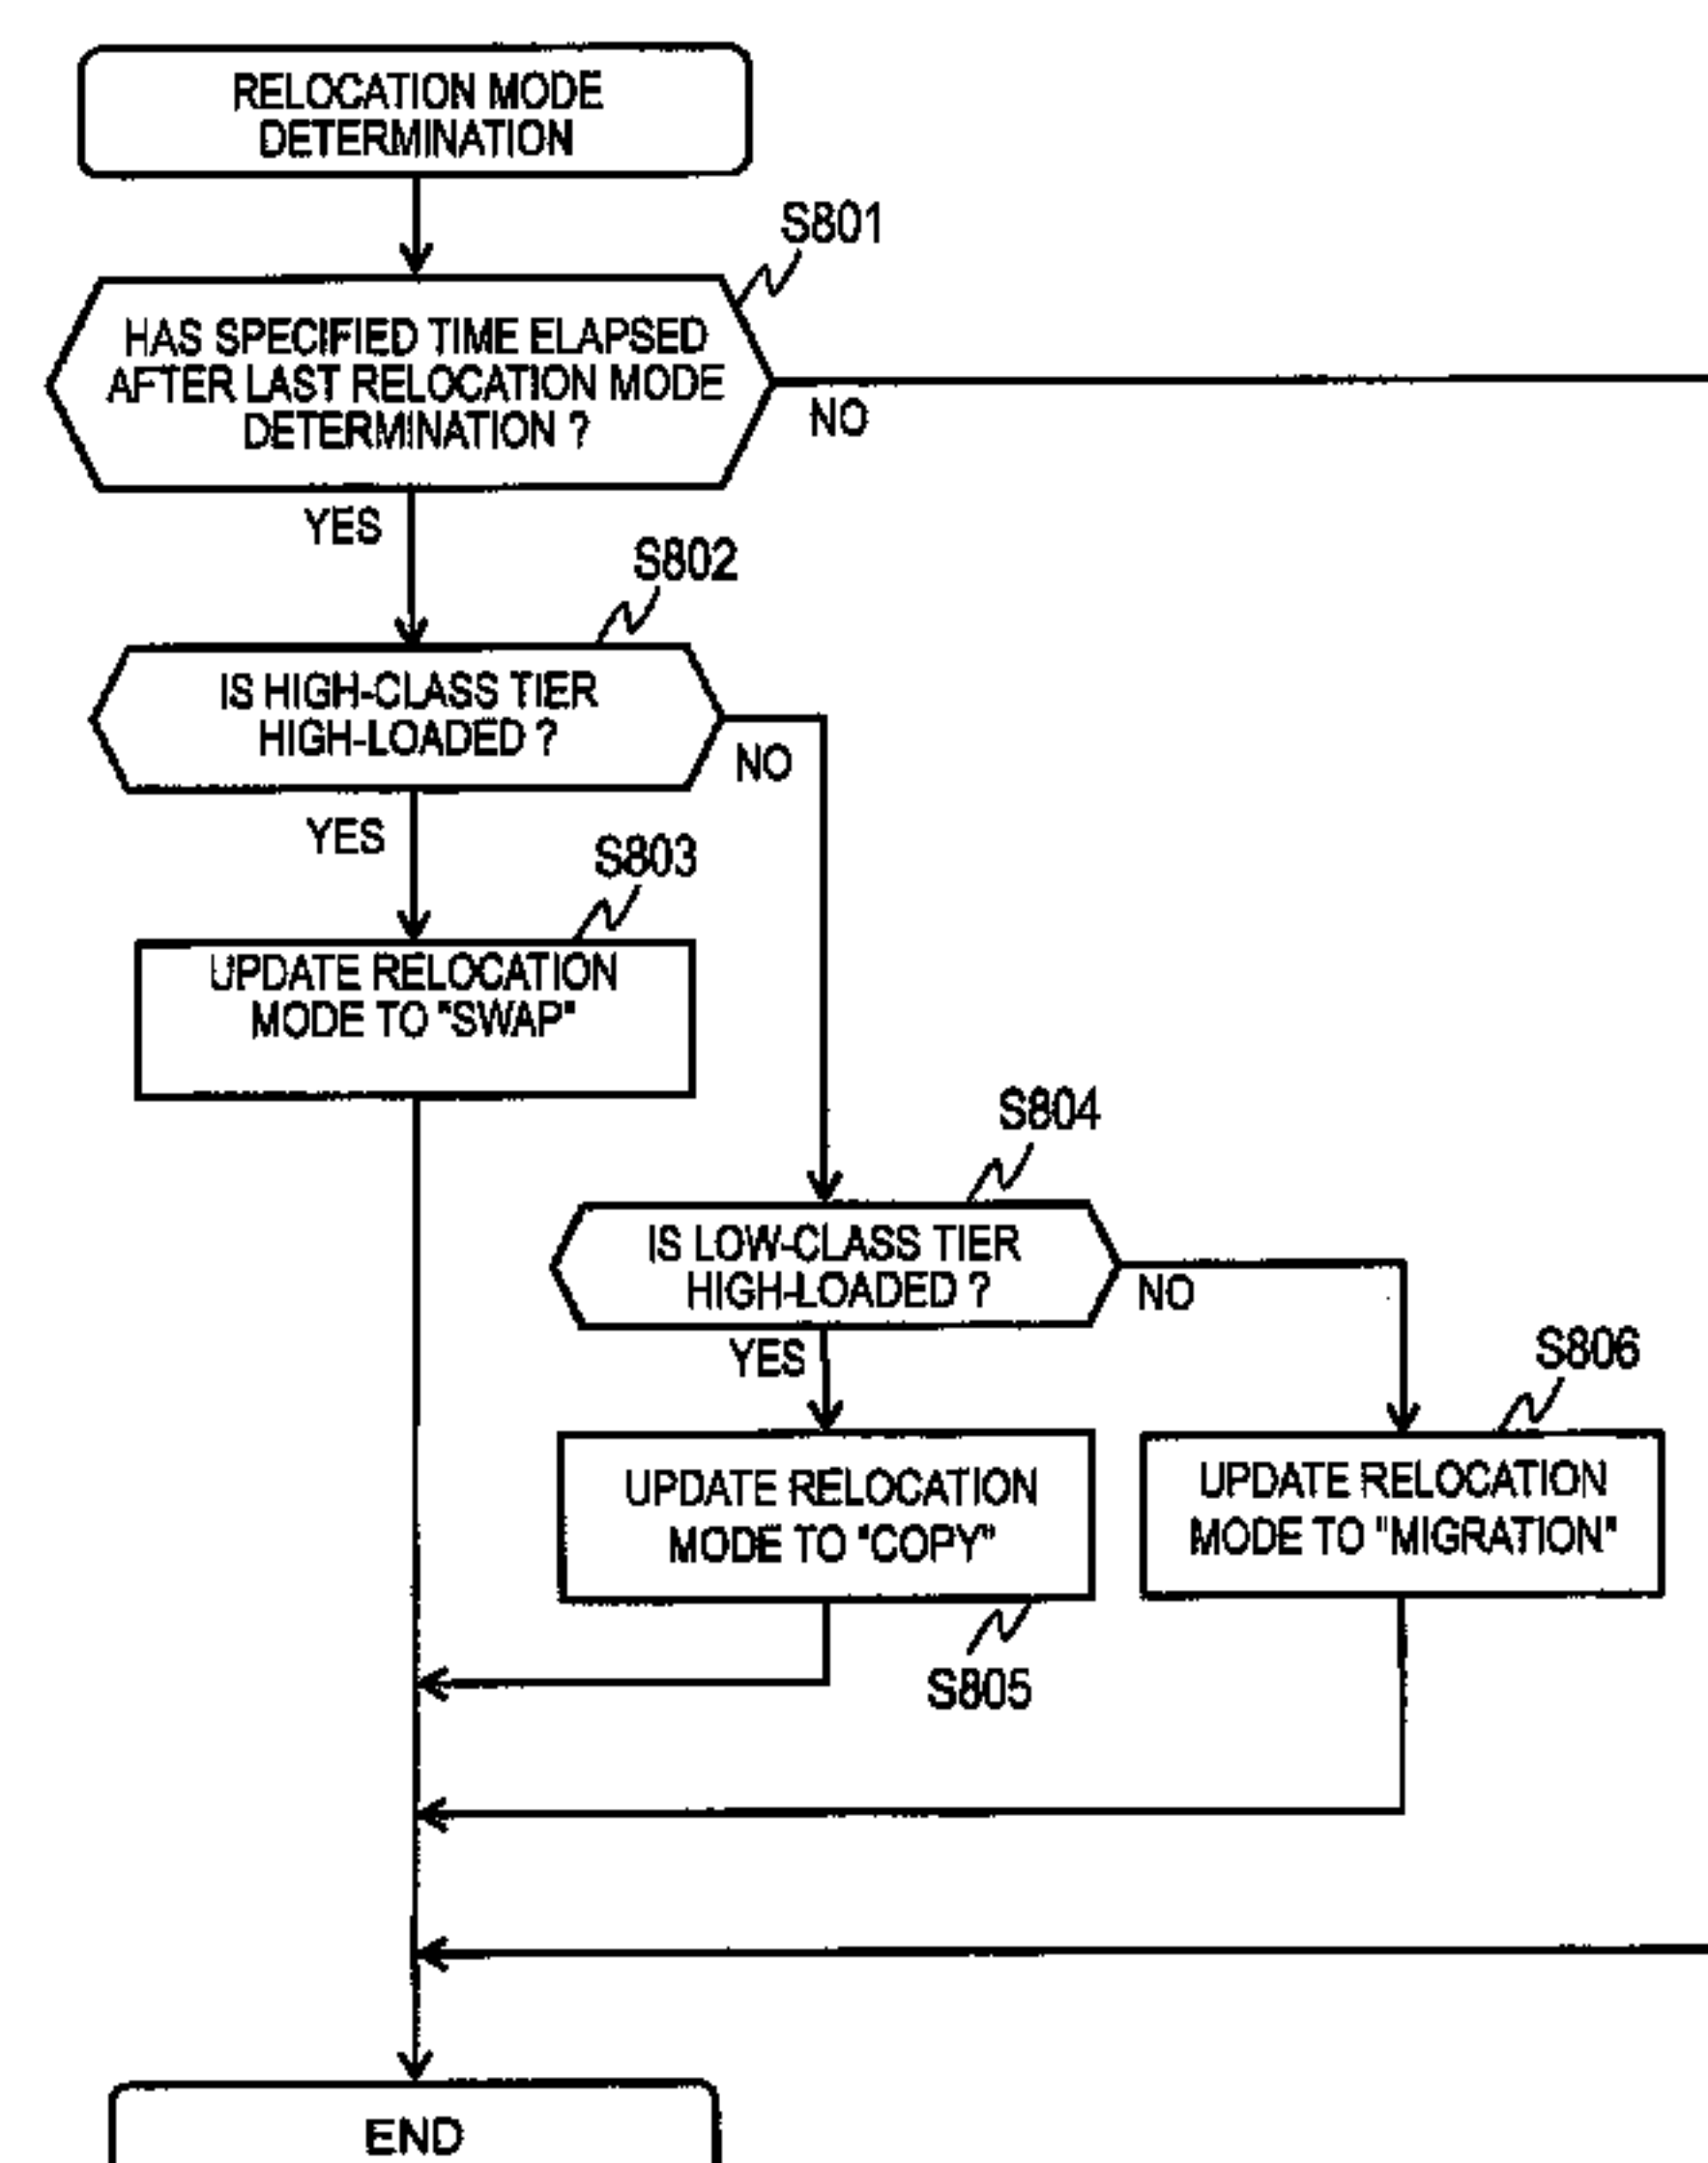 RELOCATION MODE
DETERMINATION
S801
HAS SPECIFIED TIME ELAPSED
AFTER LAST RELOCATION MODE
DETERMINATION ?
NO
YES
S802
IS HIGH-CLASS TIER
HIGH-LOADED ?
NO
YES
S803
UPDATE RELOCATION
MODE TO "SWAP"
S804
IS LOW-CLASS TIER
HIGH-LOADED ?
NO
YES
S806
UPDATE RELOCATION
MODE TO "COPY"
UPDATE RELOCATION
MODE TO "MIGRATION"
S805
END